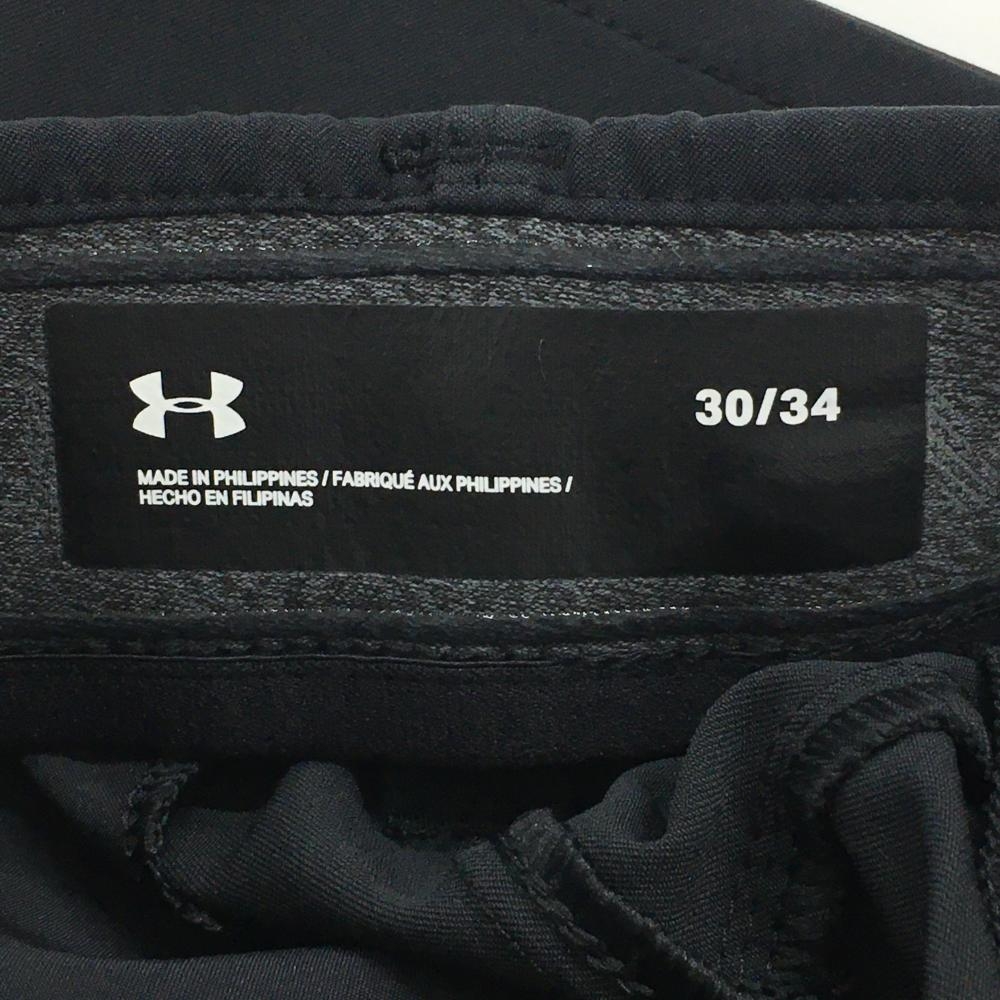 30/34
MADE IN PHILIPPINES / FABRIQUÉ AUX PHILIPPINES /
HECHO EN FILIPINAS